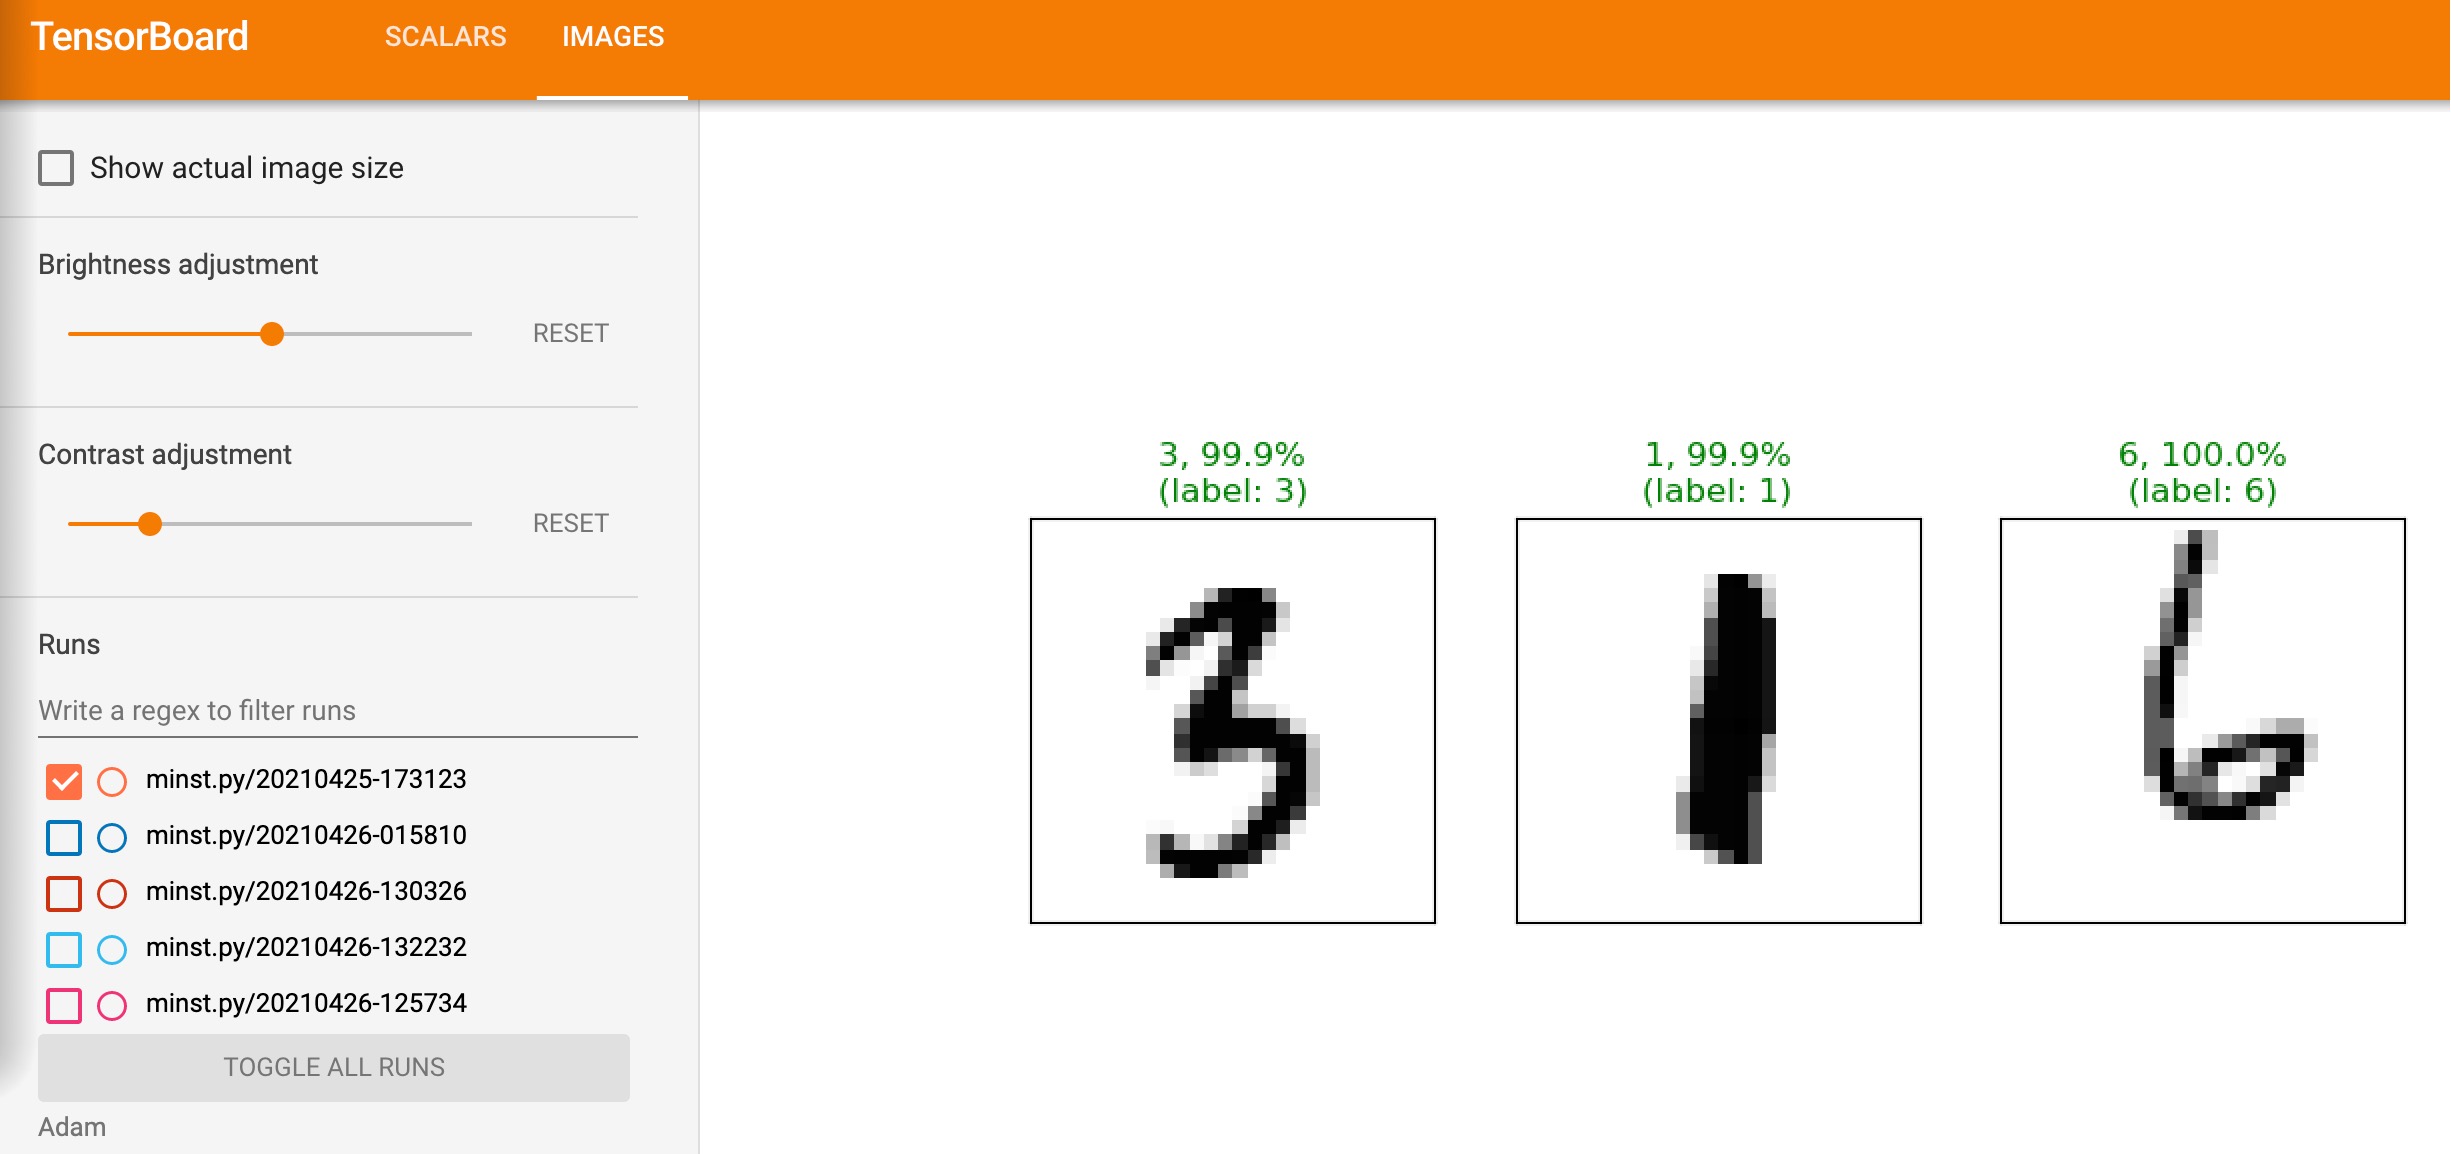 TensorBoard SCALARS IMAGES
Show actual image size
Brightness adjustment
RESET
Contrast adjustment
RESET
Runs
Write a regex to filter runs
minst.py/20210425-173123
minst.py/20210426-015810
minst.py/20210426-130326
minst.py/20210426-132232
minst.py/20210426-125734
TOGGLE ALL RUNS
Adam
3, 99.9%
(label: 3)
3
1, 99.9%
(label: 1)
1
6, 100.0%
(label: 6)
6